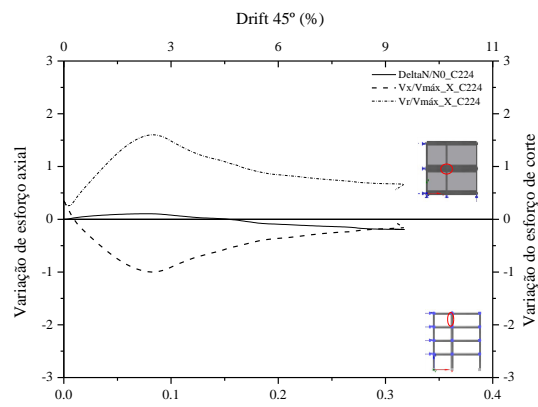 Drift 45º (%)
0 3 6 9 11
3 3
2 2
1 1
0 0
-1 -1
-2 -2
-3 -3
0.0 0.1 0.2 0.3 0.4
DeltaN/N0_C224
Vx/Vmáx_X_C224
Vr/Vmáx_X_C224
Variação de esforço axial
Variação do esforço de corte